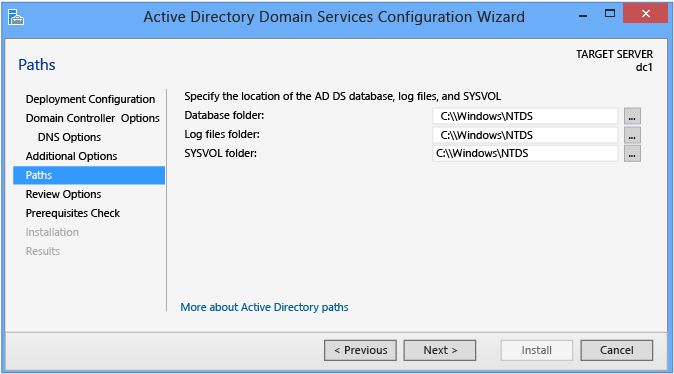 Active Directory Domain Services Configuration Wizard
Paths
TARGET SERVER
dc1
Deployment Configuration
Domain Controller Options
DNS Options
Additional Options
Paths
Review Options
Prerequisites Check
Installation
Results
Specify the location of the AD DS database, log files, and SYSVOL
Database folder: C:\\Windows\NTDS ...
Log files folder: C:\\Windows\NTDS ...
SYSVOL folder: C:\\Windows\NTDS ...
More about Active Directory paths
< Previous Next > Install Cancel